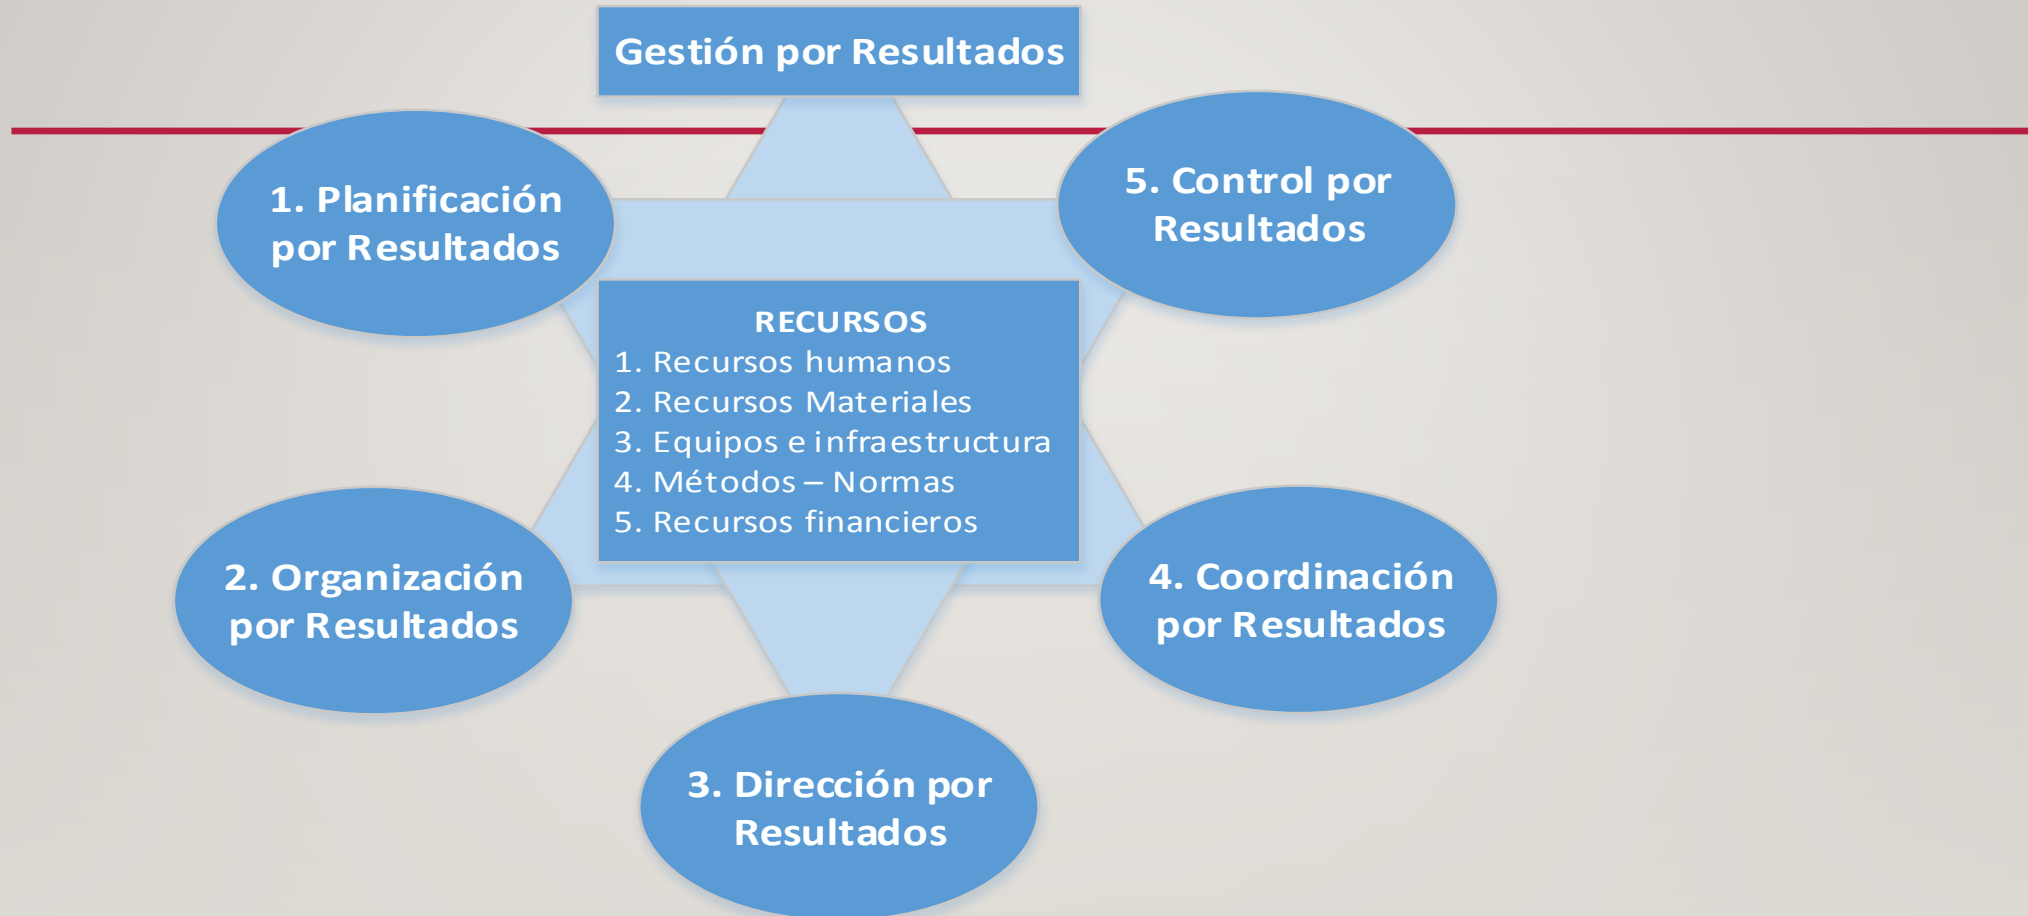 Gestión por Resultados
1. Planificación
por Resultados
5. Control por
Resultados
RECURSOS
1. Recursos humanos
2. Recursos Materiales
3. Equipos e infraestructura
4. Métodos – Normas
5. Recursos financieros
2. Organización
por Resultados
4. Coordinación
por Resultados
3. Dirección por
Resultados